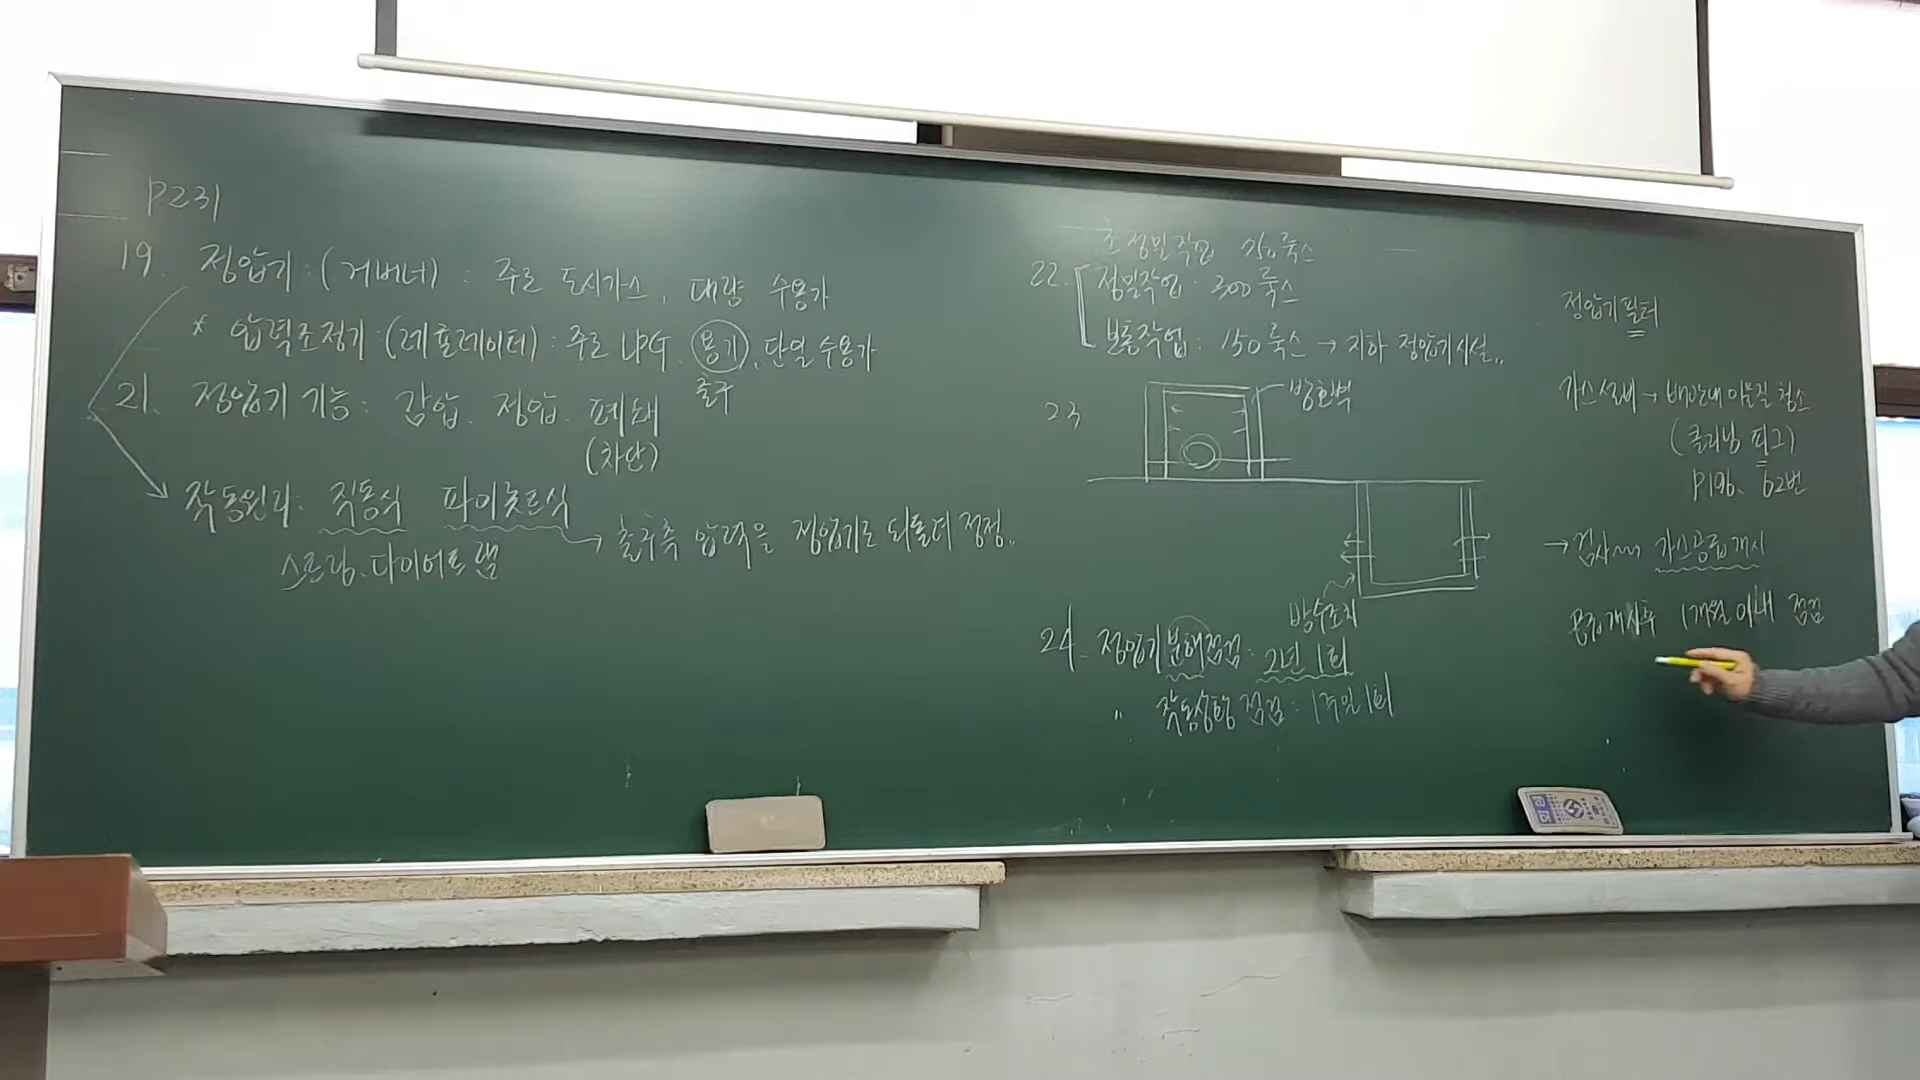 P231
19. 정압기 (거버너) : 주로 도시가스, 대량 수용가
* 압력조정기 (레귤레이터) : 주로 LPG, 용기, 단열 수용가
출구
21. 정압기 기능 : 감압, 정압, 폐쇄
(차단)
작동원리 : 직동식 파이롯트식
→ 출구측 압력을 정압기로 되돌려 정정..
스프링, 다이어프램
초정밀작업 750룩스
22. 정밀작업 : 300룩스
보통작업 : 150룩스 → 지하 정압기시설..
23
방호벽
방수조치
24. 정압기 분해점검 : 2년 1회
" 작동상황 점검 : 1주일 1회
정압기필터
가스설비 → 배관내 이물질 청소
(클리닝 피그)
P196. 62번
→ 검사 가스공급개시
공급개시후 1개월 이내 점검